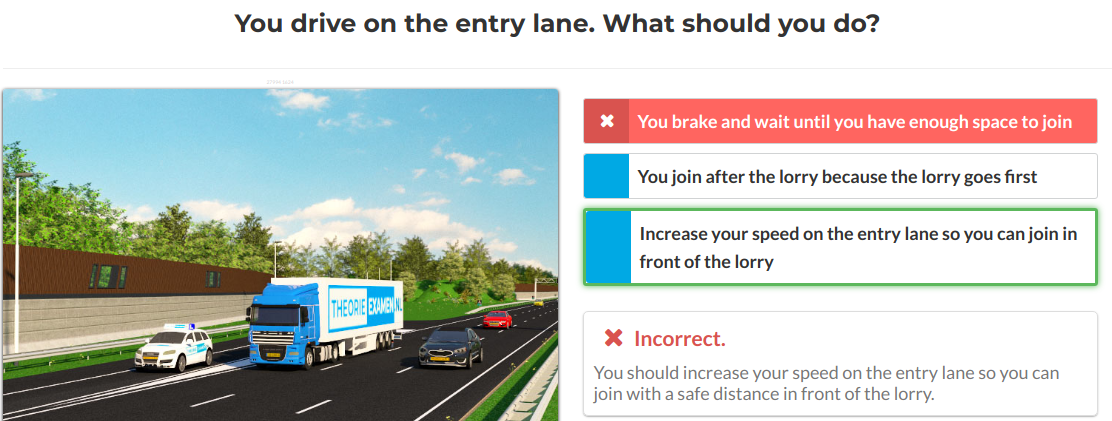 You drive on the entry lane. What should you do?
You brake and wait until you have enough space to join
You join after the lorry because the lorry goes first
Increase your speed on the entry lane so you can join in
front of the lorry
THEORIE EXAMEN.NL
Incorrect.
You should increase your speed on the entry lane so you can
join with a safe distance in front of the lorry.